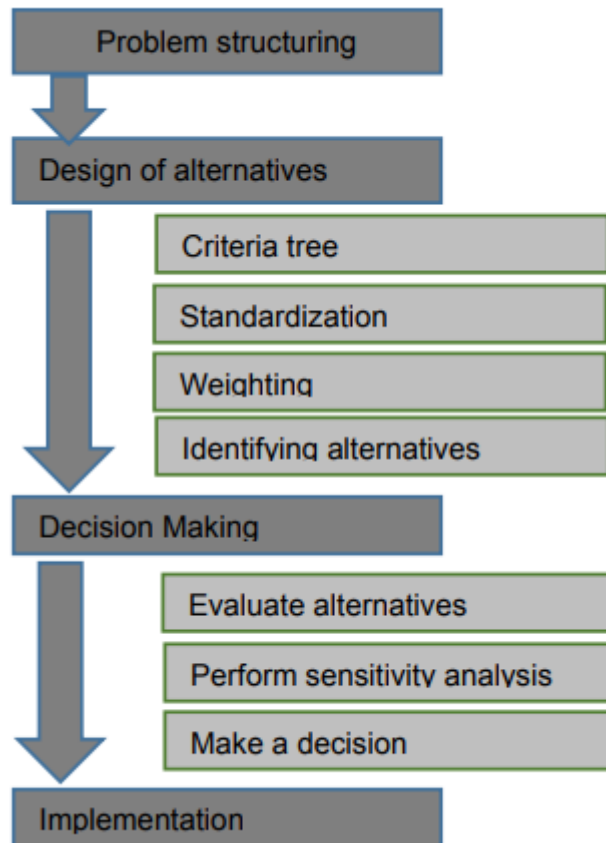 Problem structuring
Design of alternatives
Criteria tree
Standardization
Weighting
Identifying alternatives
Decision Making
Evaluate alternatives
Perform sensitivity analysis
Make a decision
Implementation